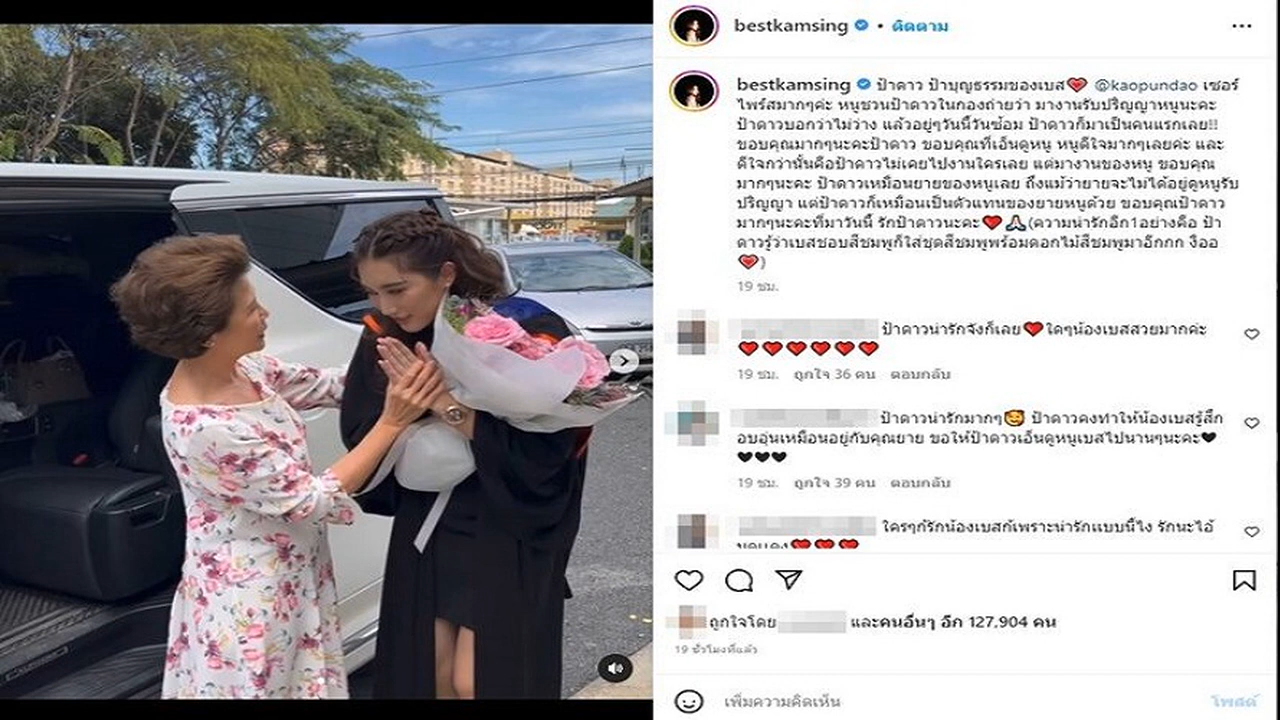 bestkamsing • ติดตาม
bestkamsing ป้าดาว ป้าบุญธรรมของเบส❤️ @kaopundao เซอร์
ไพร์สมากๆค่ะ หนูชวนป้าดาวในกองถ่ายว่า มางานรับปริญญาหนูนะคะ
ป้าดาวบอกว่าไม่ว่าง แล้วอยู่ๆวันนี้วันซ้อม ป้าดาวก็มาเป็นคนแรกเลย!!
ขอบคุณมากๆนะคะป้าดาว ขอบคุณที่เอ็นดูหนู หนูดีใจมากๆเลยค่ะ และ
ดีใจกว่านั้นคือป้าดาวไม่เคยไปงานใครเลย แต่มางานของหนู ขอบคุณ
มากๆนะคะ ป้าดาวเหมือนยายของหนูเลย ถึงแม้ว่ายายจะไม่ได้อยู่ดูหนูรับ
ปริญญา แต่ป้าดาวก็เหมือนเป็นตัวแทนของยายหนูด้วย ขอบคุณป้าดาว
มากๆนะคะที่มาวันนี้ รักป้าดาวนะคะ❤️🙏🏻(ความน่ารักอีก1อย่างคือ ป้า
ดาวรู้ว่าเบสชอบสีชมพูก็ใส่ชุดสีชมพูพร้อมดอกไม้สีชมพูมาอีกกก งืออ
❤️)
19 ชม.
ป้าดาวน่ารักจังก็เลย❤️ ใดๆน้องเบสสวยมากค่ะ
❤️❤️❤️❤️❤️❤️
19 ชม. ถูกใจ 36 คน ตอบกลับ
ป้าดาวน่ารักมากๆ🥰 ป้าดาวคงทำให้น้องเบสรู้สึก
อบอุ่นเหมือนอยู่กับคุณยาย ขอให้ป้าดาวเอ็นดูหนูเบสไปนานๆนะคะ🖤
🖤🖤🖤
19 ชม. ถูกใจ 39 คน ตอบกลับ
ใครๆก้รักน้องเบสก้เพราะน่ารักแบบนี้ไง รักนะไอ้
❤️❤️❤️
ถูกใจโดย และคนอื่นๆ อีก 127,904 คน
19 ชั่วโมงที่แล้ว
เพิ่มความคิดเห็น โพสต์